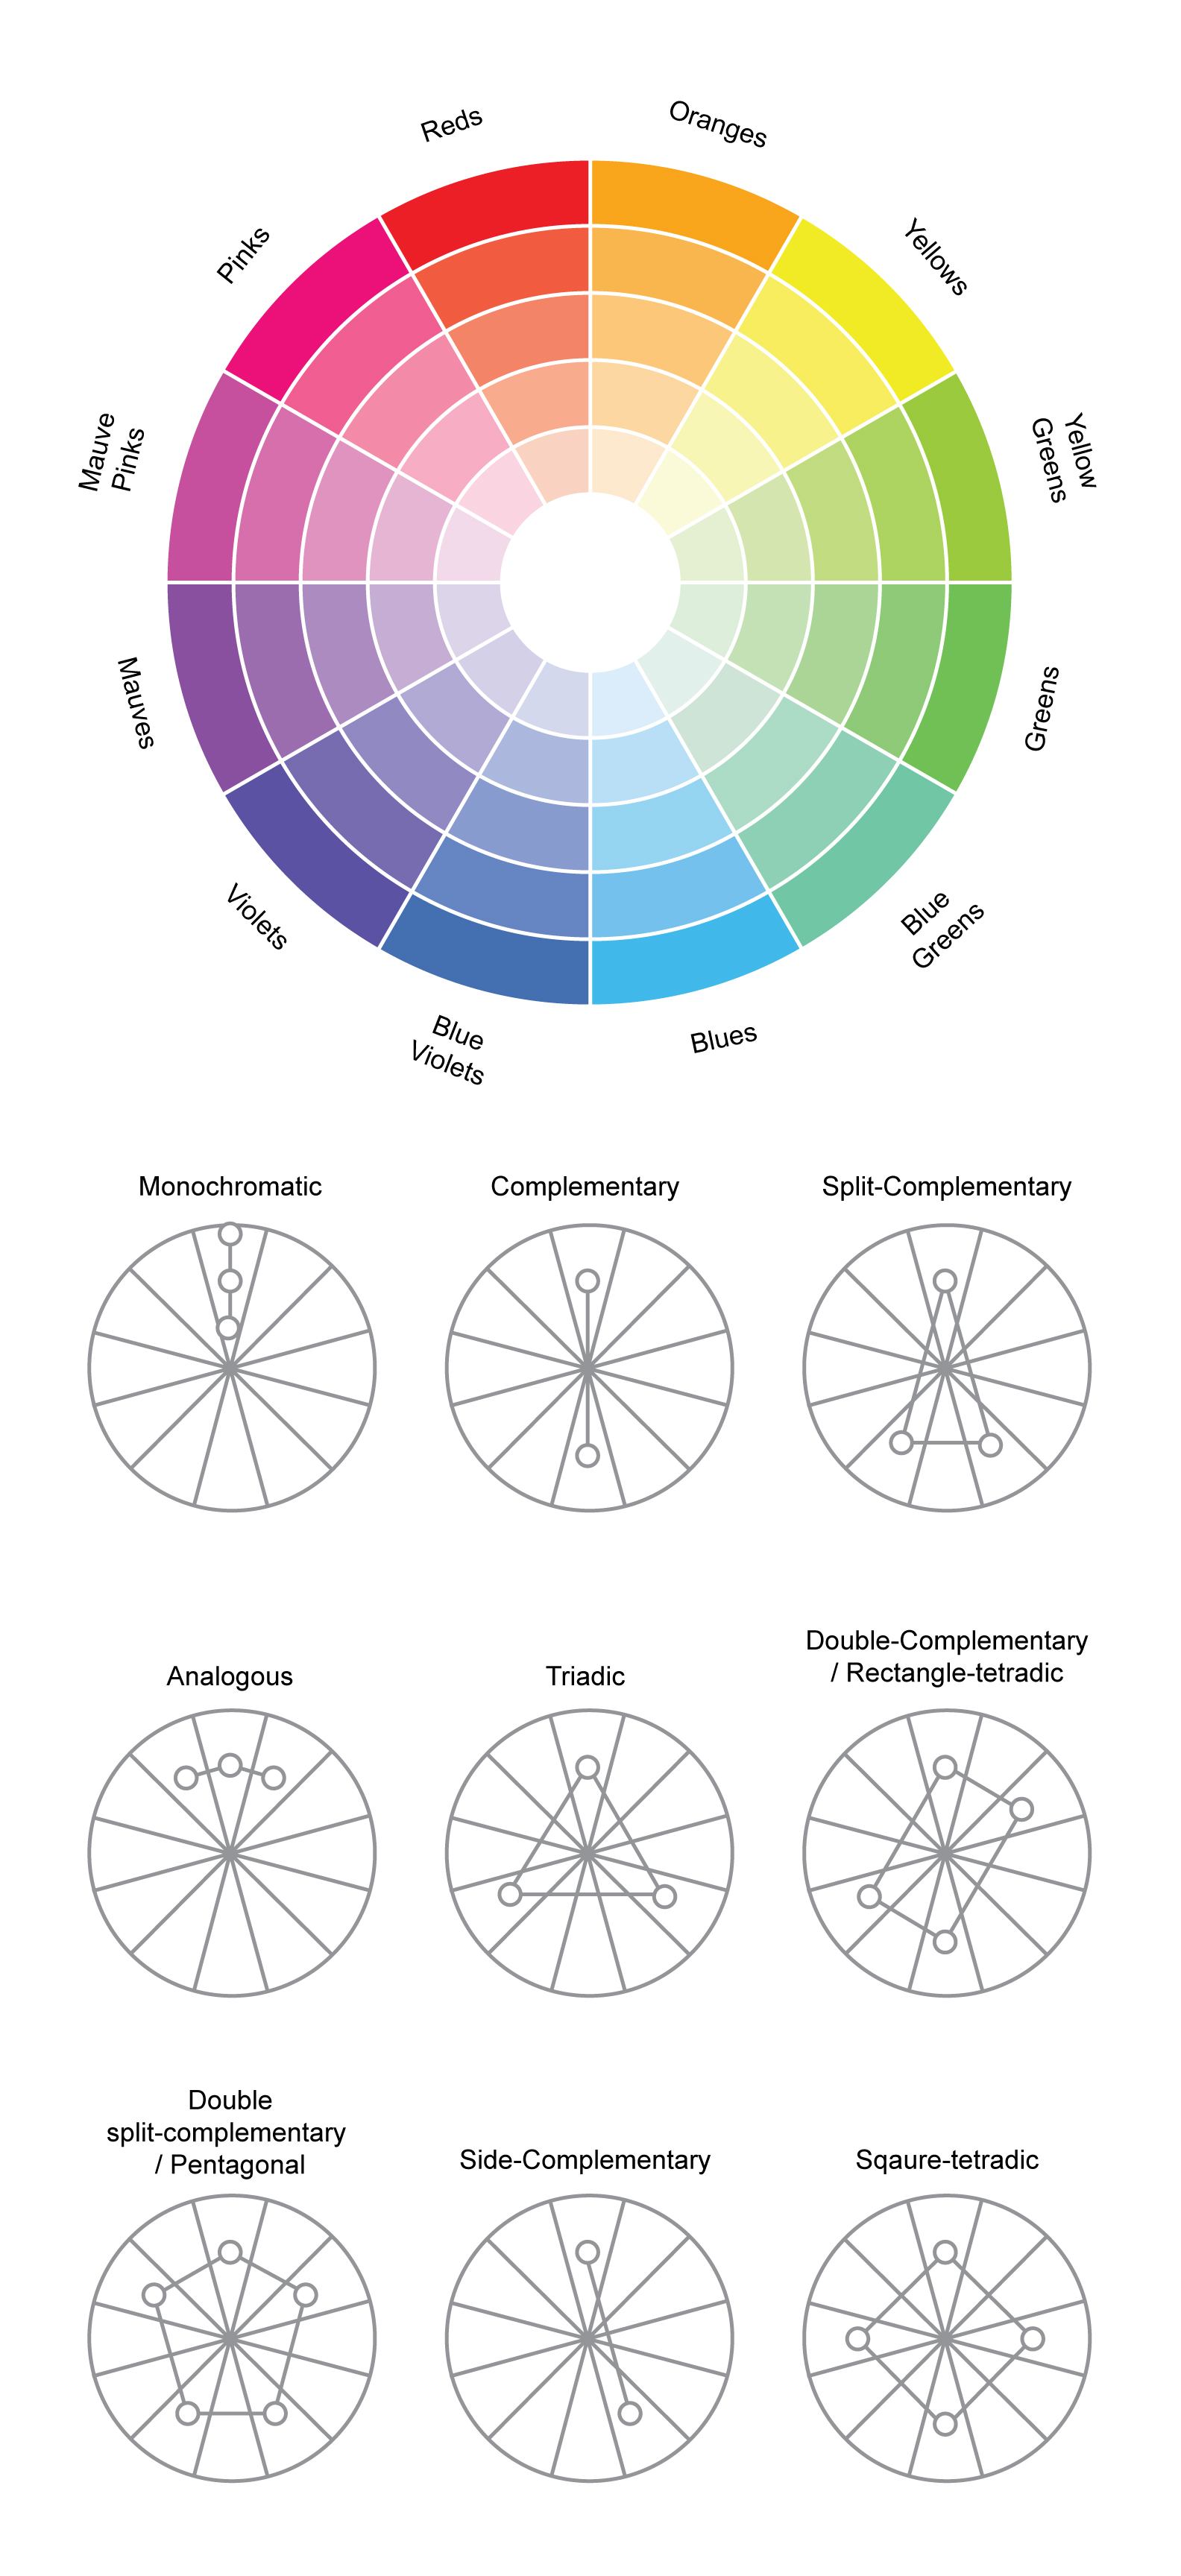 Reds
Oranges
Pinks
Yellows
Mauve
Pinks
Yellow
Greens
Mauves
Greens
Violets
Blue
Greens
Blue
Violets
Blues
Monochromatic
Complementary
Split-Complementary
Analogous
Triadic
Double-Complementary
/ Rectangle-tetradic
Double
split-complementary
/ Pentagonal
Side-Complementary
Sqaure-tetradic